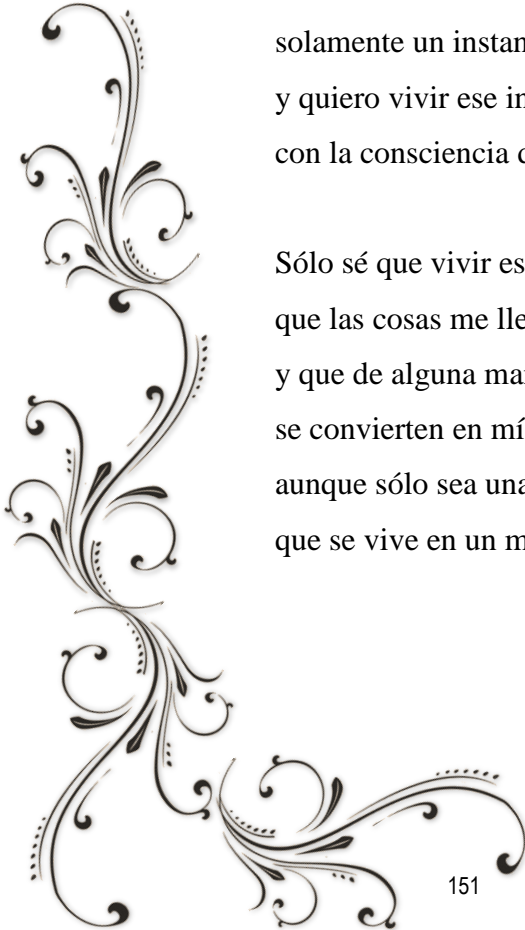 solamente un instan
y quiero vivir ese in
con la consciencia
Sólo sé que vivir es
que las cosas me lle
y que de alguna ma
se convierten en mí
aunque sólo sea una
que se vive en un m
151